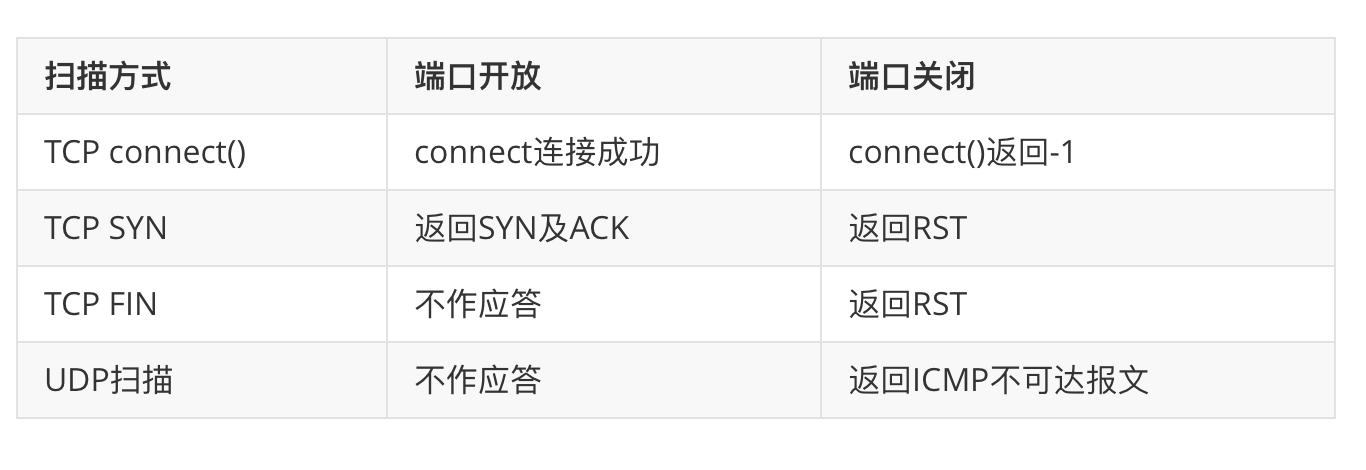 扫描方式 端口开放 端口关闭
TCP connect() connect连接成功 connect()返回-1
TCP SYN 返回SYN及ACK 返回RST
TCP FIN 不作应答 返回RST
UDP扫描 不作应答 返回ICMP不可达报文